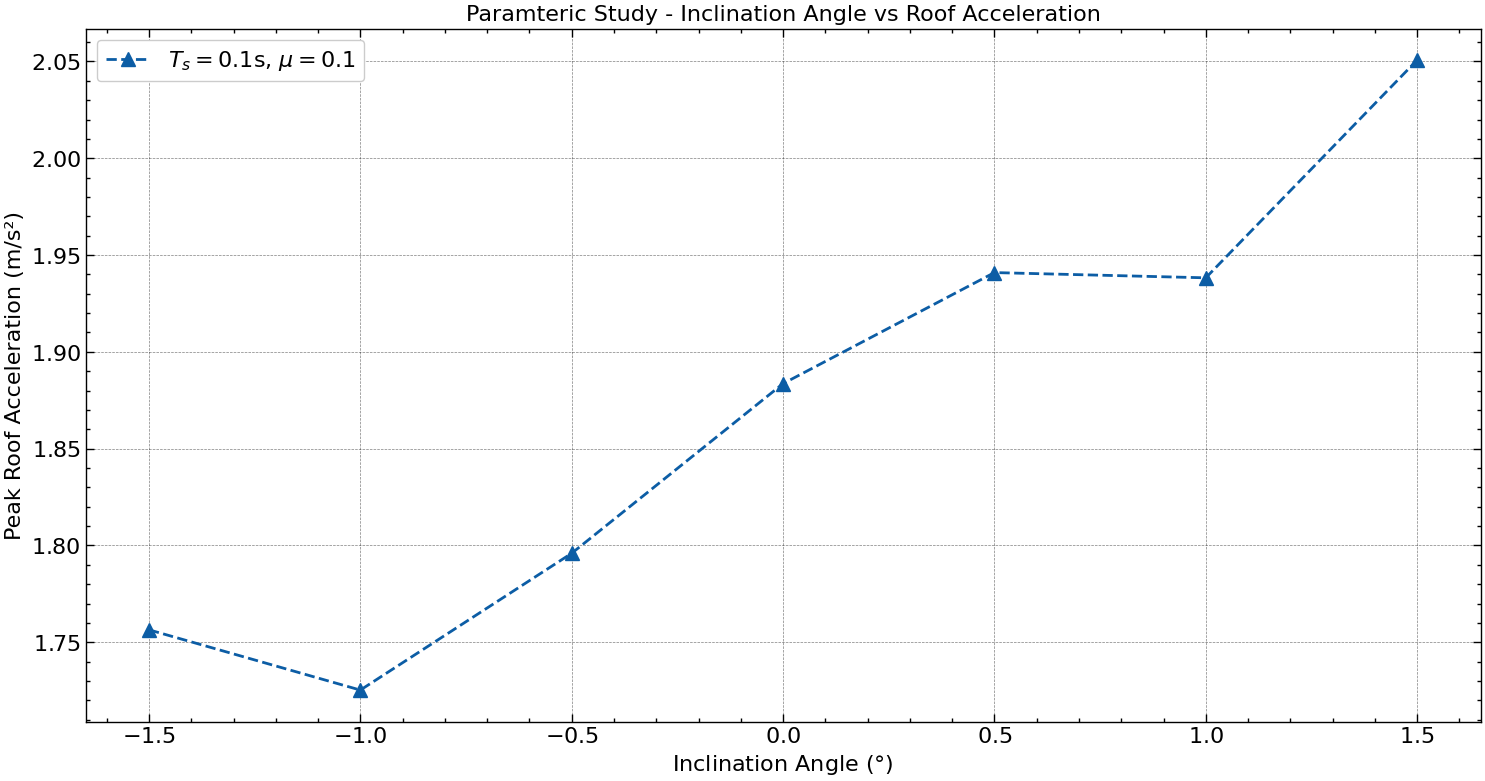 Paramteric Study - Inclination Angle vs Roof Acceleration
T_s = 0.1s, μ = 0.1
Peak Roof Acceleration (m/s²)
2.05
2.00
1.95
1.90
1.85
1.80
1.75
−1.5 −1.0 −0.5 0.0 0.5 1.0 1.5
Inclination Angle (°)